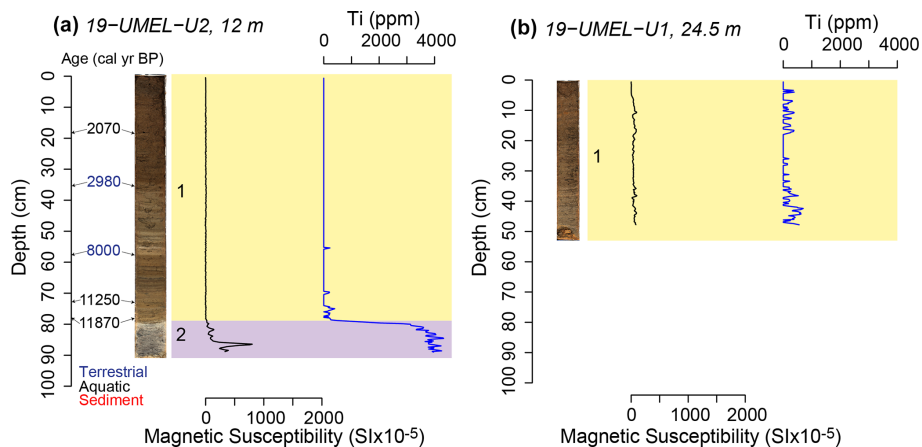 (a) 19−UMEL−U2, 12 m
Ti (ppm)
0 2000 4000
Age (cal yr BP)
Depth (cm)
0
10
20
30
40
50
60
70
80
90
100
2070
2980
8000
11250
11870
1
2
Terrestrial
Aquatic
Sediment
0 1000 2000
Magnetic Susceptibility (SIx10-5)
(b) 19−UMEL−U1, 24.5 m
Ti (ppm)
0 2000 4000
Depth (cm)
0
10
20
30
40
50
60
70
80
90
100
1
0 1000 2000
Magnetic Susceptibility (SIx10-5)